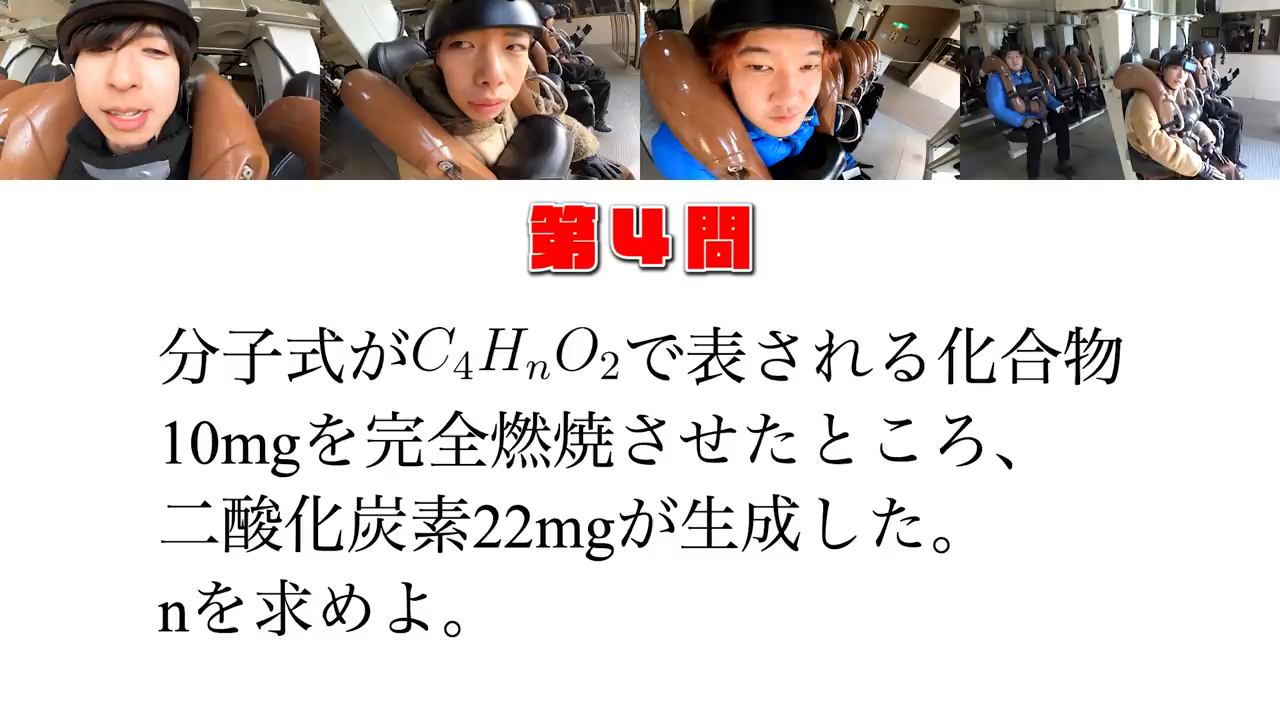 第4問
分子式がC₄HₙO₂で表される化合物
10mgを完全燃焼させたところ、
二酸化炭素22mgが生成した。
nを求めよ。